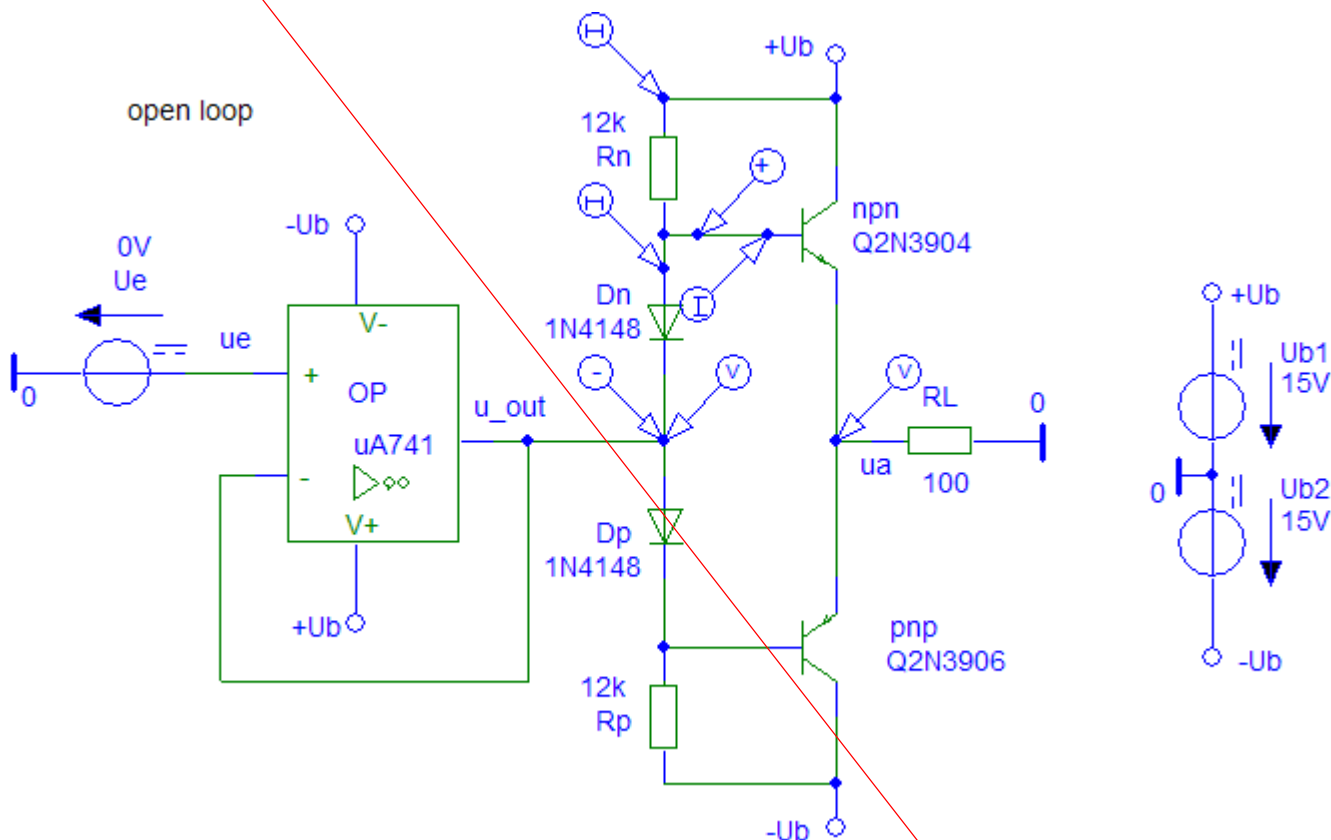 open loop
0V
Ue
ue
0
-Ub
V-
+
OP
uA741
-
V+
+Ub
u_out
+Ub
12k
Rn
+
npn
Q2N3904
Dn
1N4148
I
-
V
V
RL
0
ua
100
Dp
1N4148
pnp
Q2N3906
12k
Rp
-Ub
+Ub
Ub1
15V
0
Ub2
15V
-Ub